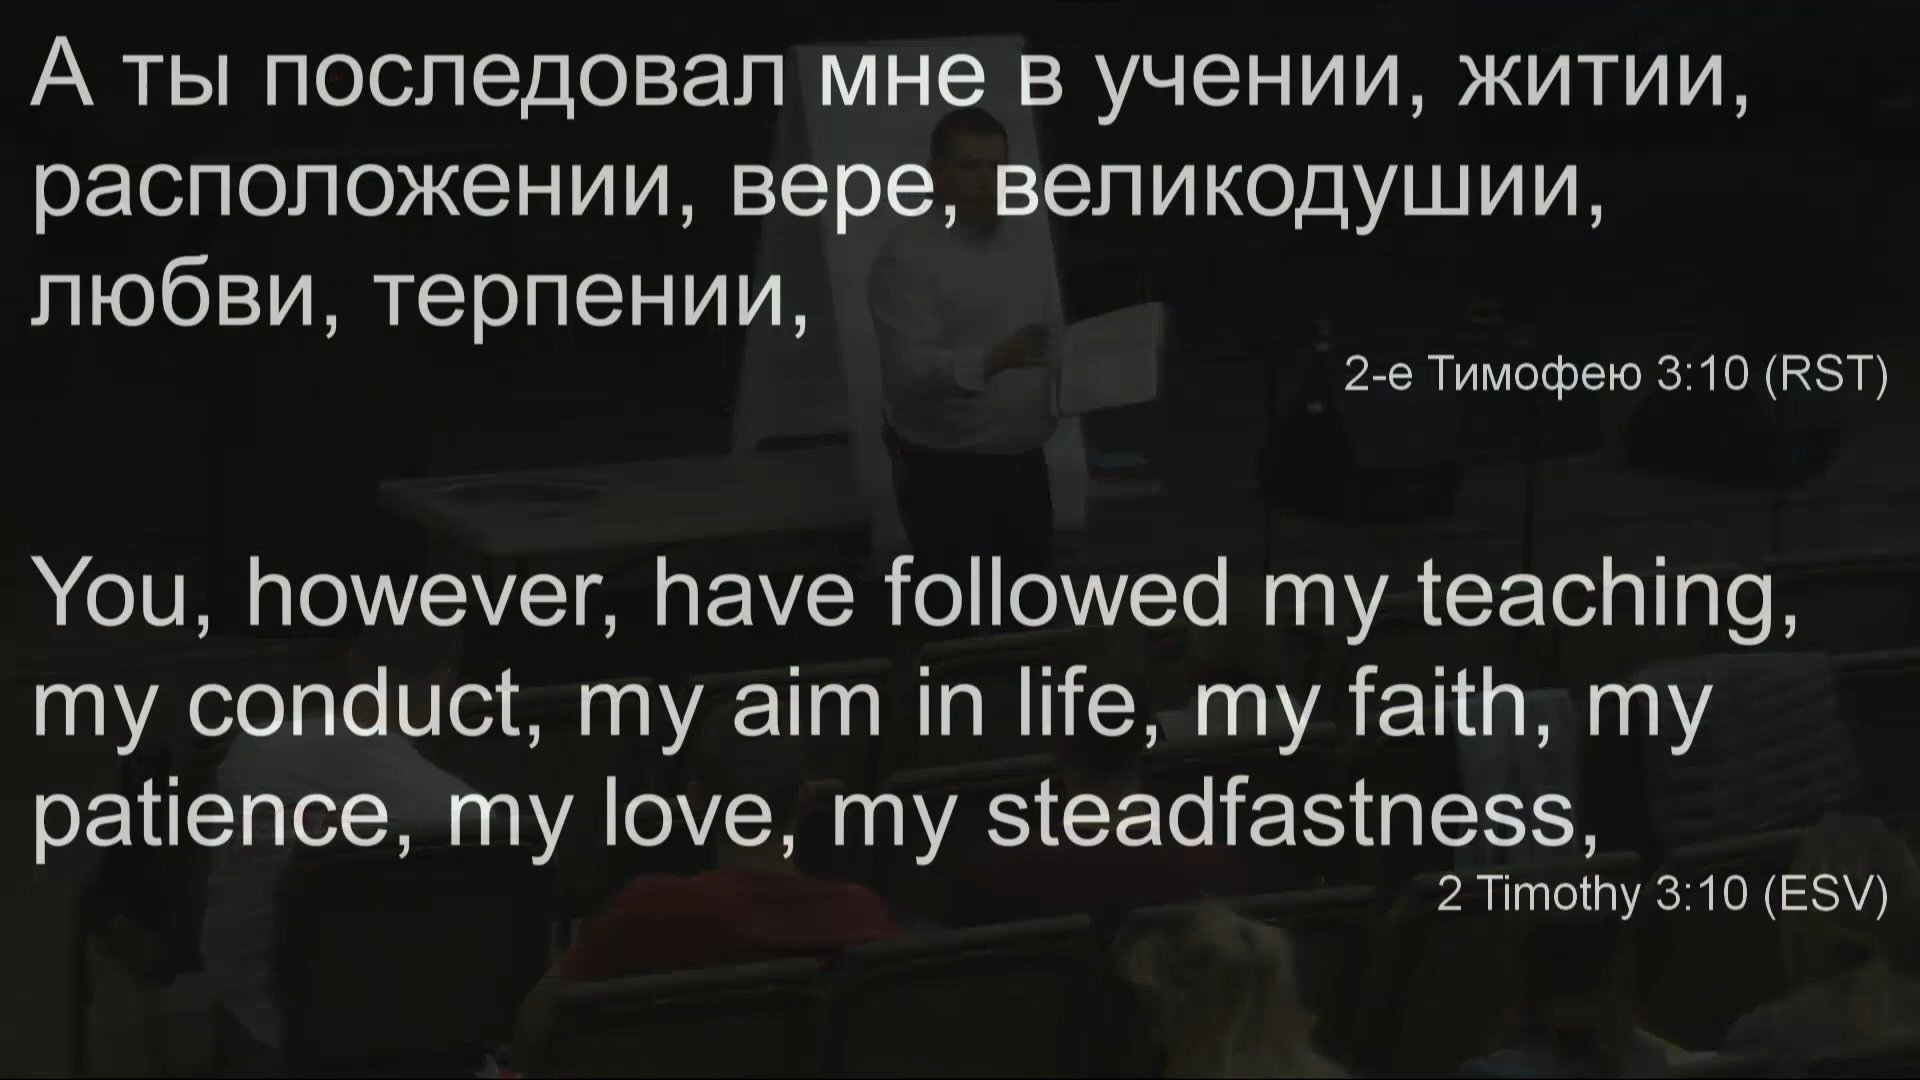 А ты последовал мне в учении, житии,
расположении, вере, великодушии,
любви, терпении,
2-е Тимофею 3:10 (RST)
You, however, have followed my teaching,
my conduct, my aim in life, my faith, my
patience, my love, my steadfastness,
2 Timothy 3:10 (ESV)